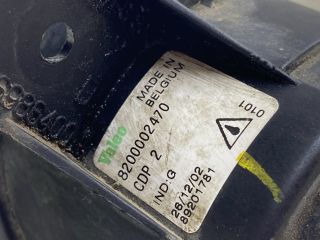 Valeo
MADE IN
BELGIUM
8200002470
CDP 2
IND:G
0101
26/12/02
89201781